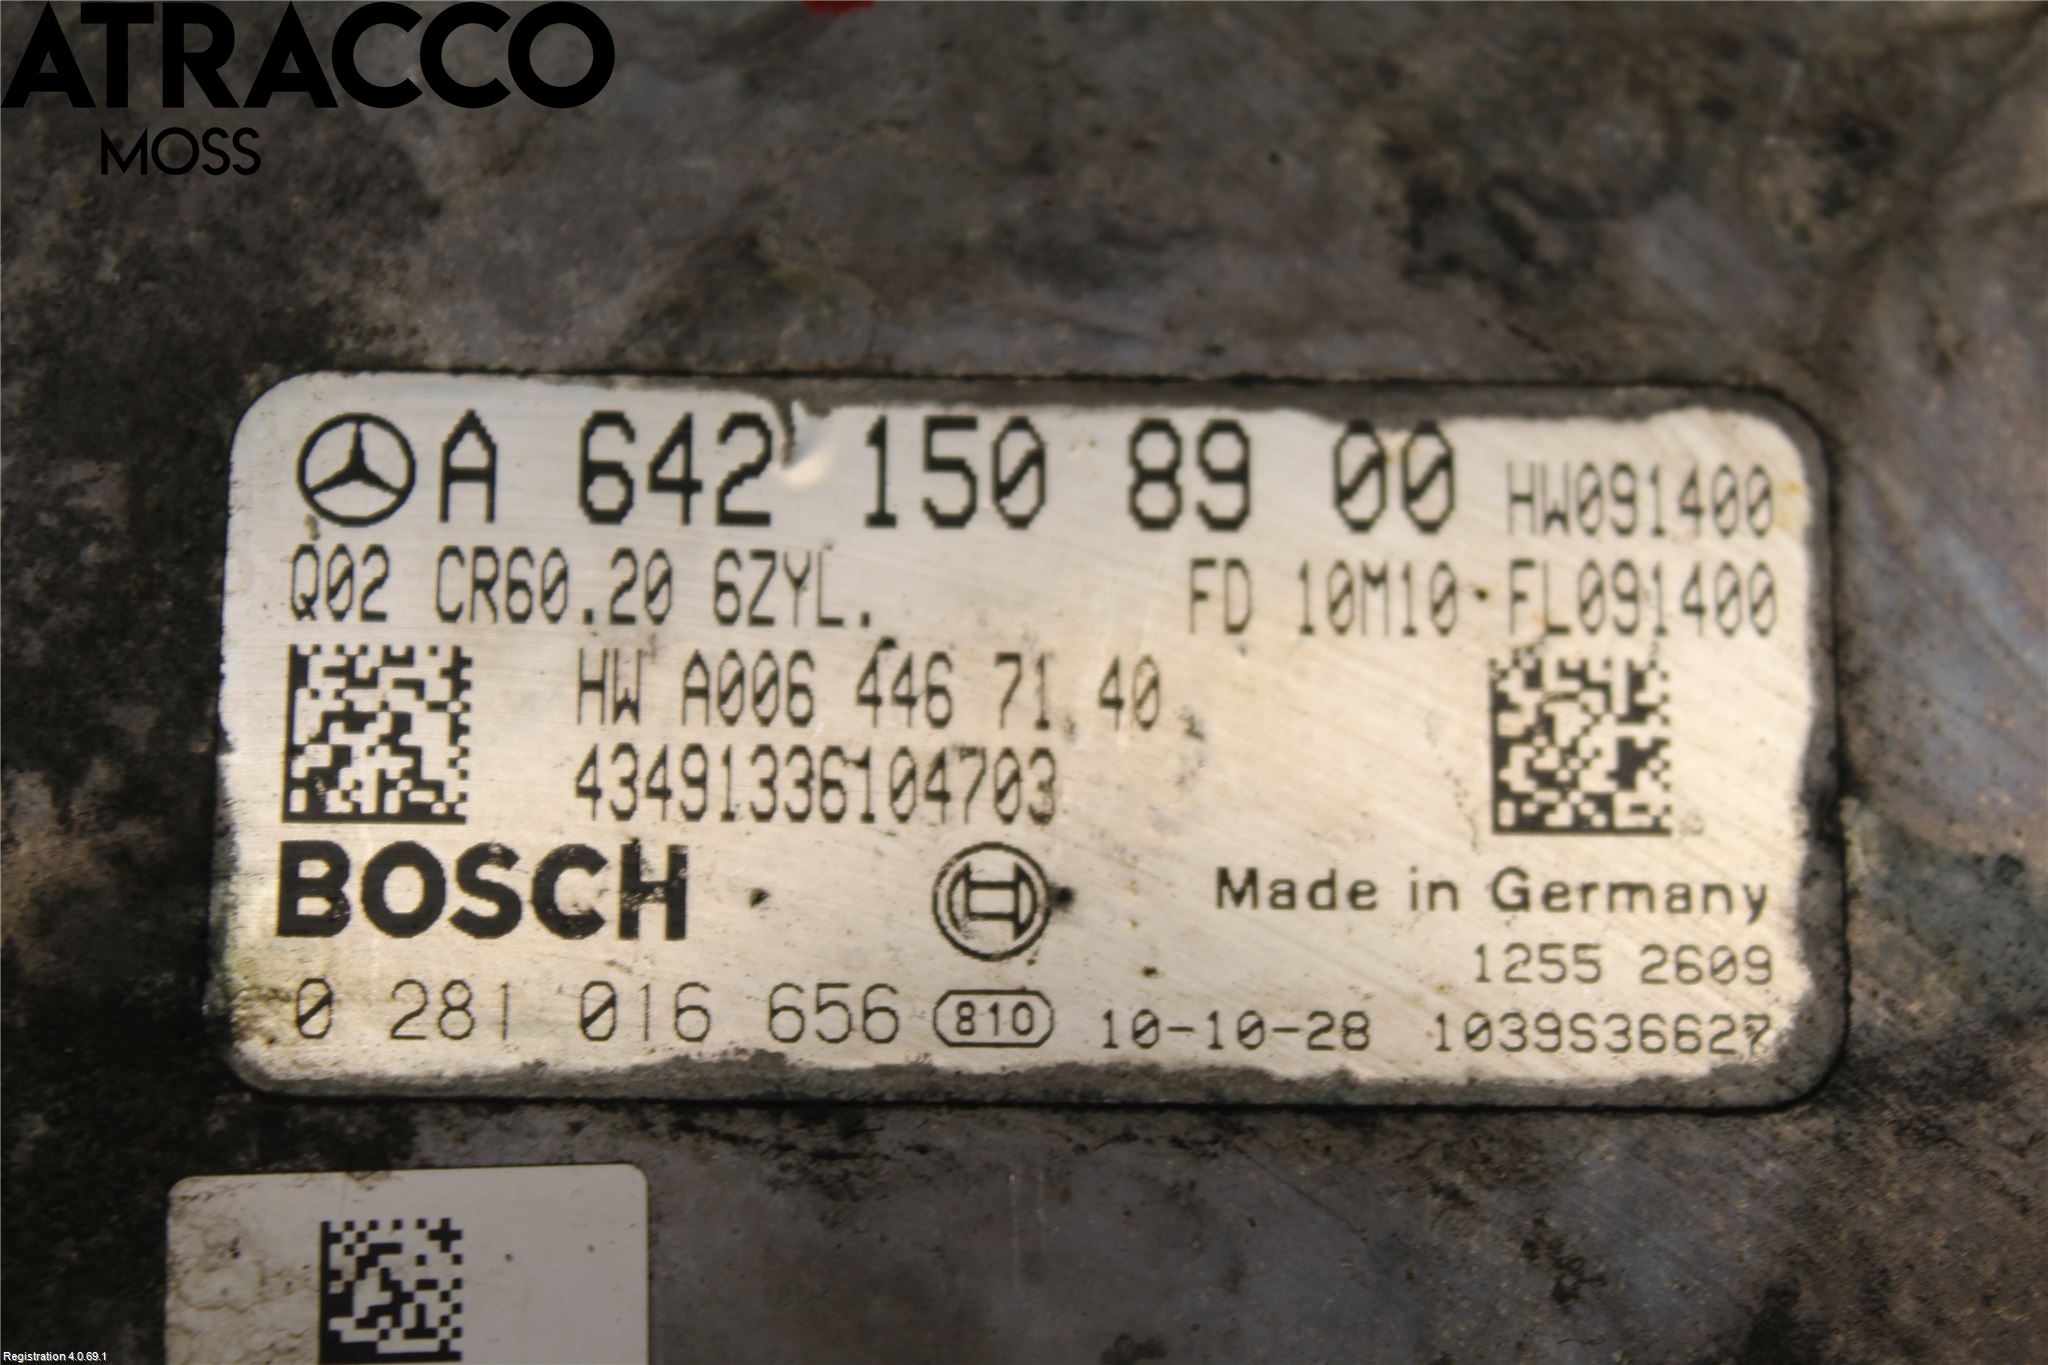 ATRACCO
MOSS
A 642 150 89 00 HW091400
Q02 CR60.20 6ZYL. FD 10M10 FL091400
HW A006 446 71 40
43491336104703
BOSCH
Made in Germany
1255 2609
0 281 016 656 810 10-10-28 1039S36627
Registration 4.0.69.1